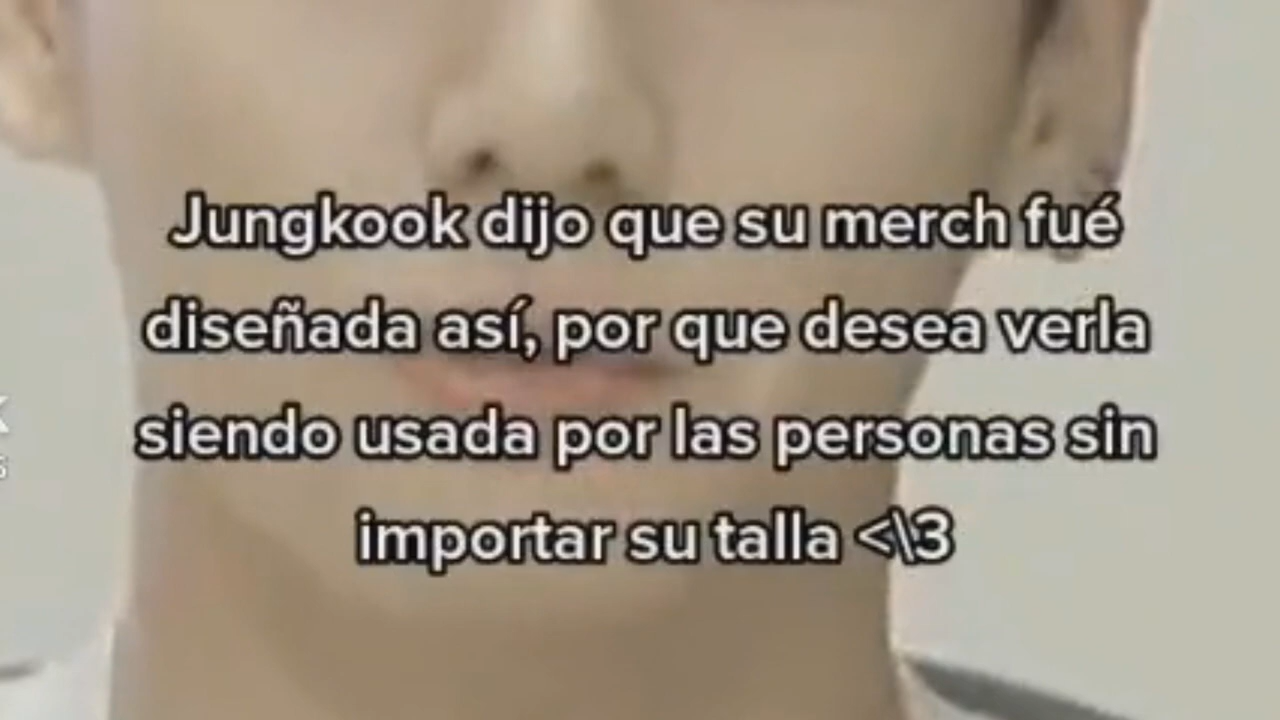 Jungkook dijo que su merch fué
diseñada así, por que desea verla
siendo usada por las personas sin
importar su talla <\3